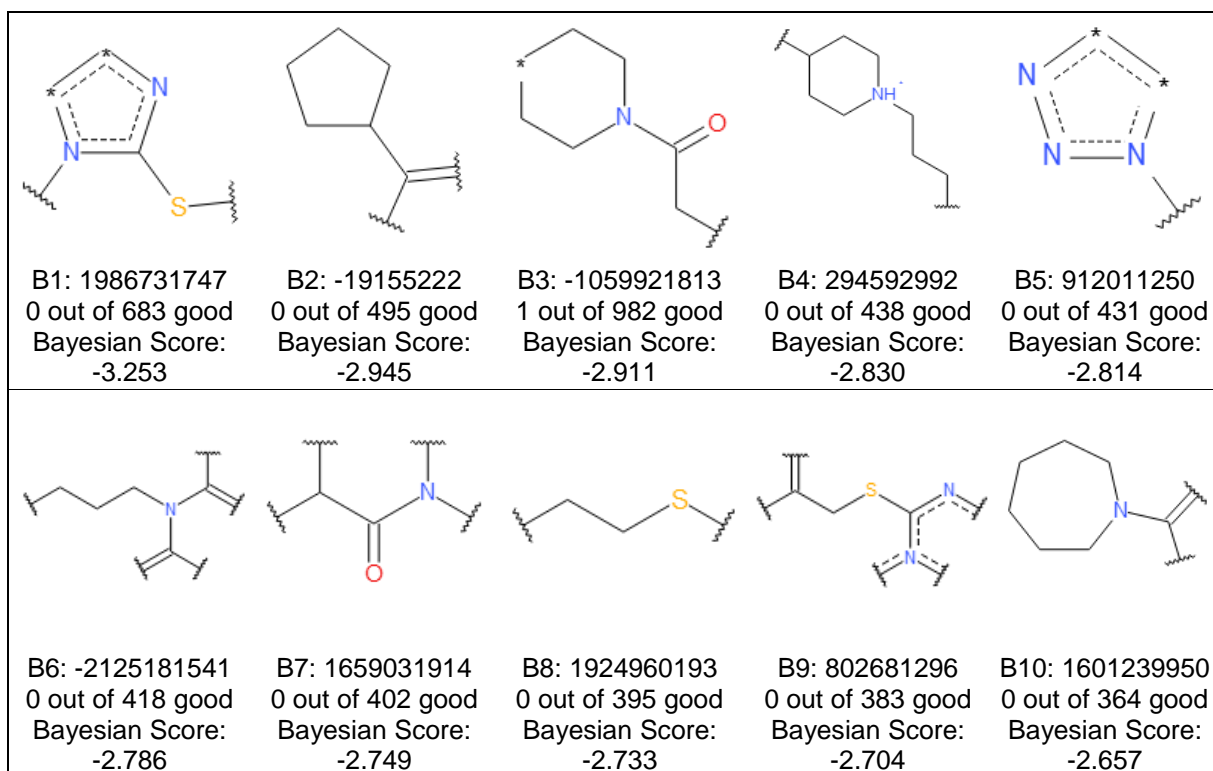 * * N N S
* N O
NH+
* * N N N
B1: 1986731747
0 out of 683 good
Bayesian Score:
-3.253
B2: -19155222
0 out of 495 good
Bayesian Score:
-2.945
B3: -1059921813
1 out of 982 good
Bayesian Score:
-2.911
B4: 294592992
0 out of 438 good
Bayesian Score:
-2.830
B5: 912011250
0 out of 431 good
Bayesian Score:
-2.814
N
N O
S
S N N
N
B6: -2125181541
0 out of 418 good
Bayesian Score:
-2.786
B7: 1659031914
0 out of 402 good
Bayesian Score:
-2.749
B8: 1924960193
0 out of 395 good
Bayesian Score:
-2.733
B9: 802681296
0 out of 383 good
Bayesian Score:
-2.704
B10: 1601239950
0 out of 364 good
Bayesian Score:
-2.657